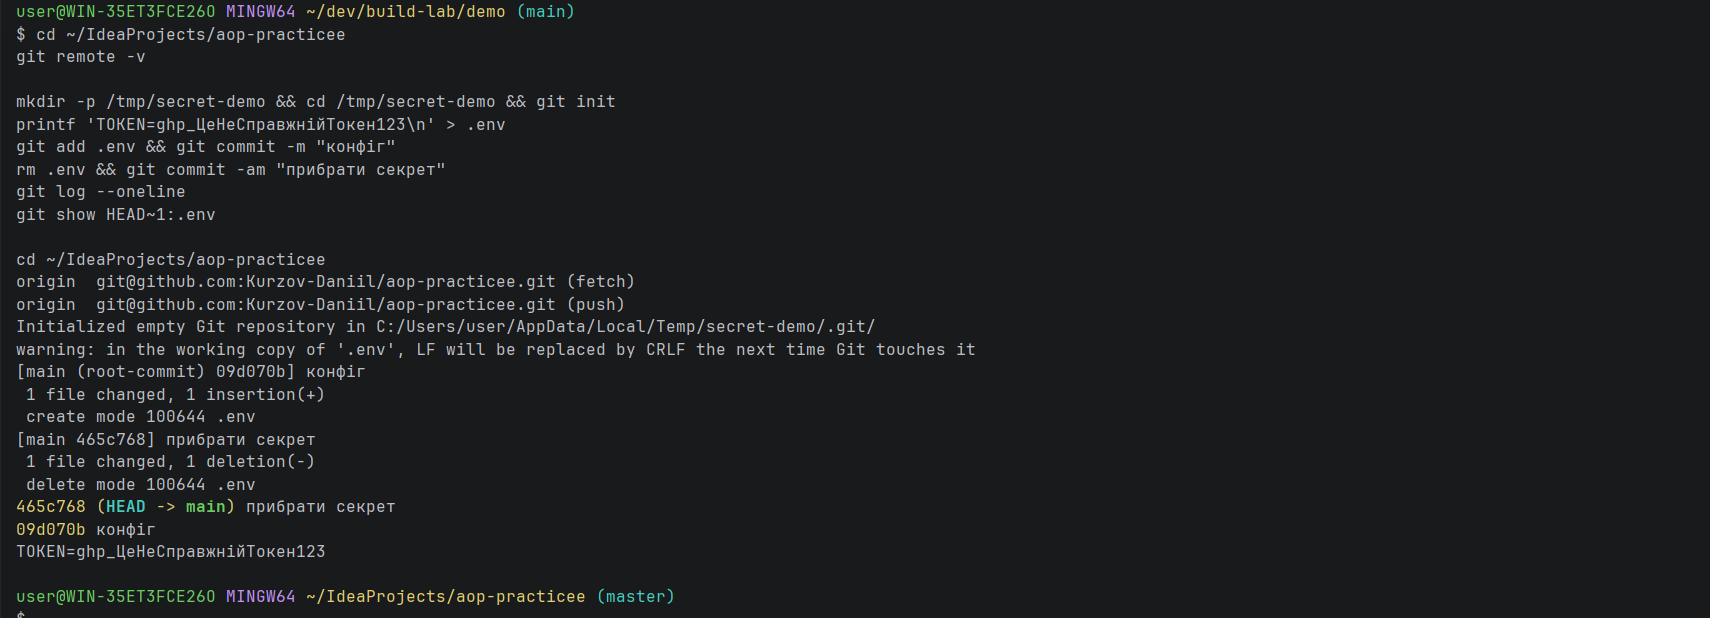 user@WIN-35ET3FCE26O MINGW64 ~/dev/build-lab/demo (main)
$ cd ~/IdeaProjects/aop-practicee
git remote -v
mkdir -p /tmp/secret-demo && cd /tmp/secret-demo && git init
printf 'TOKEN=ghp_ЦеНеСправжнійТокен123\n' > .env
git add .env && git commit -m "конфіг"
rm .env && git commit -am "прибрати секрет"
git log --oneline
git show HEAD~1:.env
cd ~/IdeaProjects/aop-practicee
origin  git@github.com:Kurzov-Daniil/aop-practicee.git (fetch)
origin  git@github.com:Kurzov-Daniil/aop-practicee.git (push)
Initialized empty Git repository in C:/Users/user/AppData/Local/Temp/secret-demo/.git/
warning: in the working copy of '.env', LF will be replaced by CRLF the next time Git touches it
[main (root-commit) 09d070b] конфіг
 1 file changed, 1 insertion(+)
 create mode 100644 .env
[main 465c768] прибрати секрет
 1 file changed, 1 deletion(-)
 delete mode 100644 .env
465c768 (HEAD -> main) прибрати секрет
09d070b конфіг
TOKEN=ghp_ЦеНеСправжнійТокен123
user@WIN-35ET3FCE26O MINGW64 ~/IdeaProjects/aop-practicee (master)
$